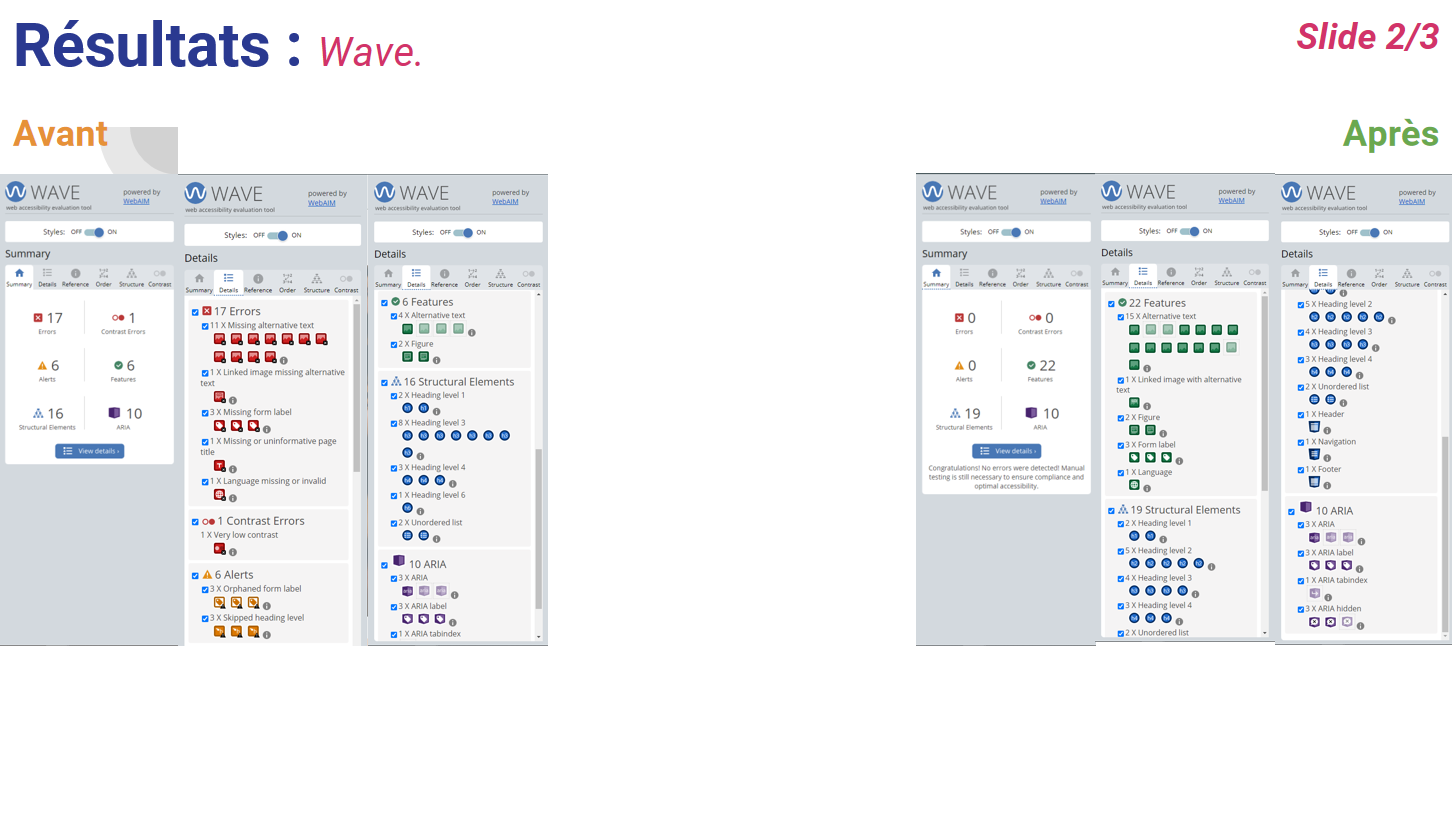 Résultats : Wave.
Slide 2/3
Avant
Après
WAVE
powered by
WebAIM
web accessibility evaluation tool
Styles: OFF ON
Summary
Summary Details Reference Order Structure Contrast
17
Errors
1
Contrast Errors
6
Alerts
6
Features
16
Structural Elements
10
ARIA
View details ›
WAVE
powered by
WebAIM
web accessibility evaluation tool
Styles: OFF ON
Details
Summary Details Reference Order Structure Contrast
17 Errors
11 X Missing alternative text
1 X Linked image missing alternative
text
3 X Missing form label
1 X Missing or uninformative page
title
1 X Language missing or invalid
1 Contrast Errors
1 X Very low contrast
6 Alerts
3 X Orphaned form label
3 X Skipped heading level
WAVE
powered by
WebAIM
web accessibility evaluation tool
Styles: OFF ON
Details
Summary Details Reference Order Structure Contrast
6 Features
4 X Alternative text
2 X Figure
16 Structural Elements
2 X Heading level 1
8 X Heading level 3
3 X Heading level 4
1 X Heading level 6
2 X Unordered list
10 ARIA
3 X ARIA
3 X ARIA label
1 X ARIA tabindex
WAVE
powered by
WebAIM
web accessibility evaluation tool
Styles: OFF ON
Summary
Summary Details Reference Order Structure Contrast
0
Errors
0
Contrast Errors
0
Alerts
22
Features
19
Structural Elements
10
ARIA
View details ›
Congratulations! No errors were detected! Manual
testing is still necessary to ensure compliance and
optimal accessibility.
WAVE
powered by
WebAIM
web accessibility evaluation tool
Styles: OFF ON
Details
Summary Details Reference Order Structure Contrast
22 Features
15 X Alternative text
1 X Linked image with alternative
text
2 X Figure
3 X Form label
1 X Language
19 Structural Elements
2 X Heading level 1
5 X Heading level 2
4 X Heading level 3
3 X Heading level 4
2 X Unordered list
WAVE
powered by
WebAIM
web accessibility evaluation tool
Styles: OFF ON
Details
Summary Details Reference Order Structure Contrast
5 X Heading level 2
4 X Heading level 3
3 X Heading level 4
2 X Unordered list
1 X Header
1 X Navigation
1 X Footer
10 ARIA
3 X ARIA
3 X ARIA label
1 X ARIA tabindex
3 X ARIA hidden